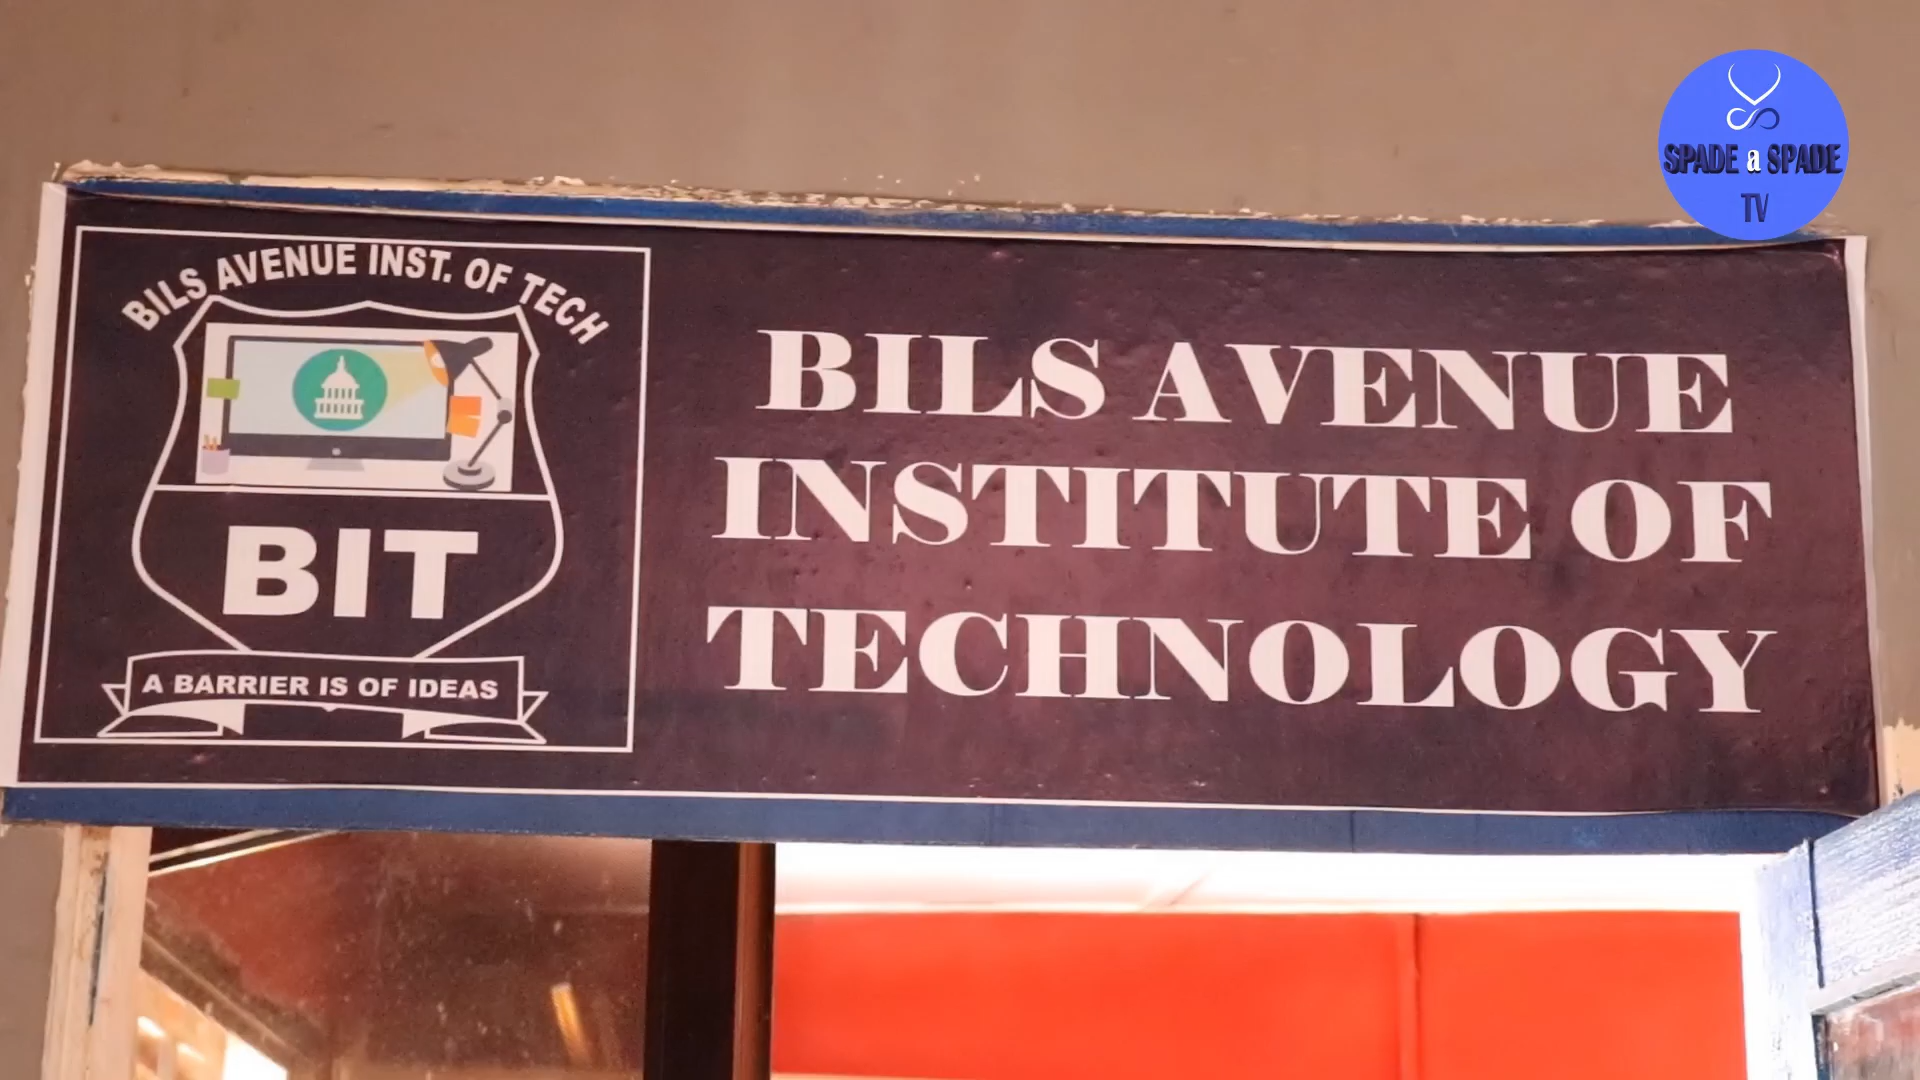 SPADE a SPADE
TV
BILS AVENUE INST. OF TECH
BIT
A BARRIER IS OF IDEAS
BILS AVENUE
INSTITUTE OF
TECHNOLOGY